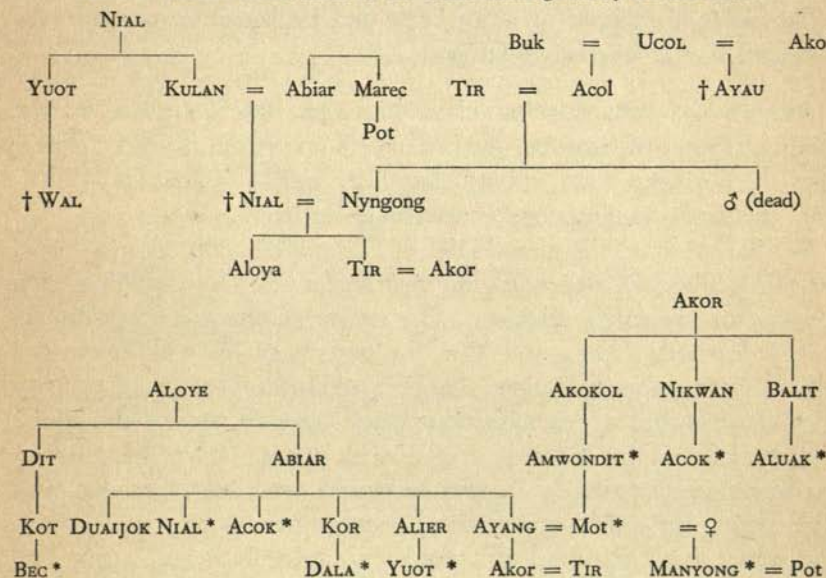 NIAL
Buk = UCOL = Ako
YUOT KULAN = Abiar Marec TIR = Acol † AYAU
Pot
† WAL † NIAL = Nyngong ♂ (dead)
Aloya TIR = Akor
AKOR
ALOYE AKOKOL NIKWAN BALIT
DIT ABIAR AMWONDIT * ACOK * ALUAK *
KOT DUAIJOK NIAL * ACOK * KOR ALIER AYANG = Mot * = ♀
BEC * DALA * YUOT * Akor = TIR MANYONG * = Pot